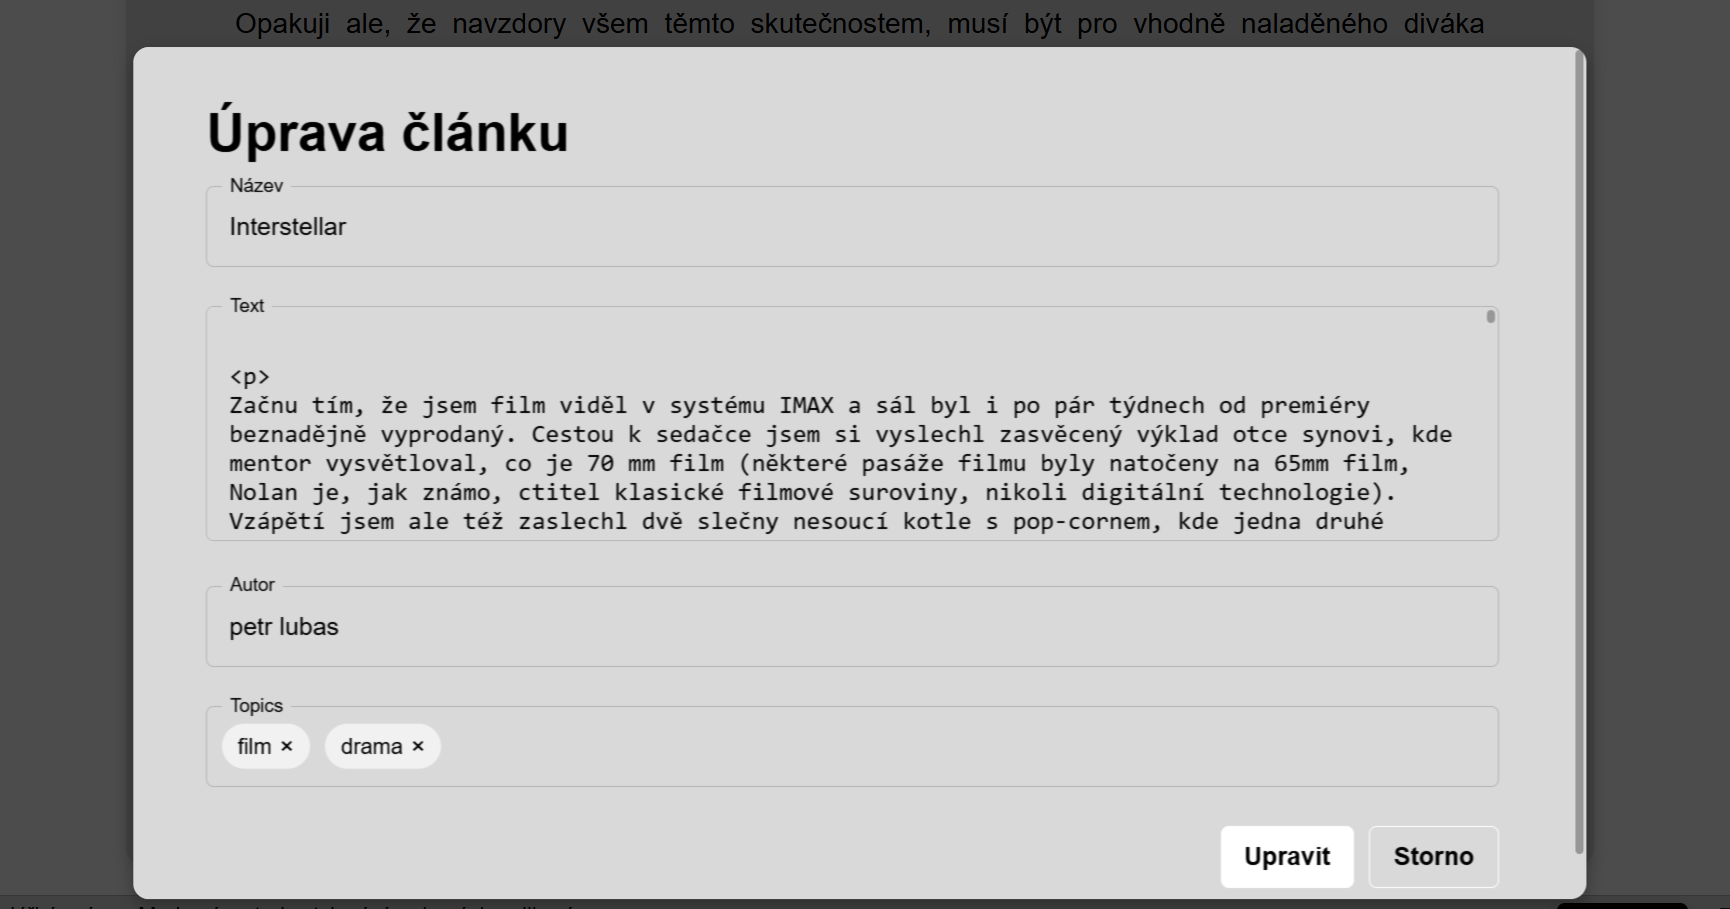 Opakuji ale, že navzdory všem těmto skutečnostem, musí být pro vhodně naladěného diváka
Úprava článku
Název
Interstellar
Text
<p>
Začnu tím, že jsem film viděl v systému IMAX a sál byl i po pár týdnech od premiéry
beznadějně vyprodaný. Cestou k sedačce jsem si vyslechl zasvěcený výklad otce synovi, kde
mentor vysvětloval, co je 70 mm film (některé pasáže filmu byly natočeny na 65mm film,
Nolan je, jak známo, ctitel klasické filmové suroviny, nikoli digitální technologie).
Vzápětí jsem ale též zaslechl dvě slečny nesoucí kotle s pop-cornem, kde jedna druhé
Autor
petr lubas
Topics
film × drama ×
Upravit Storno